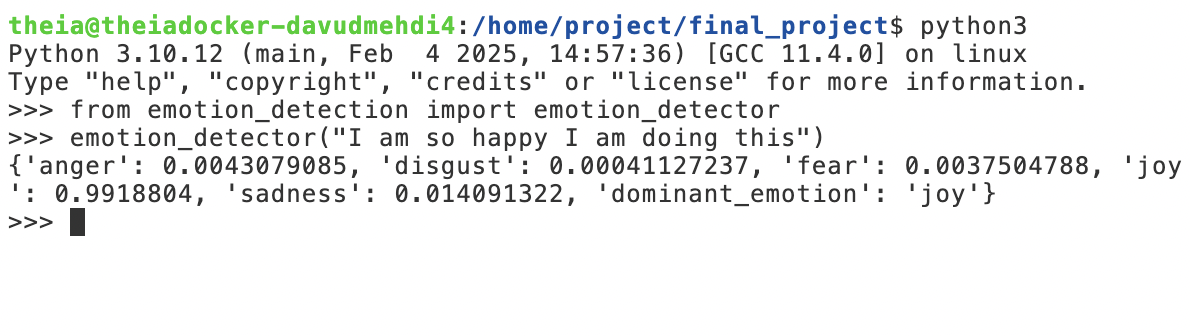 theia@theiadocker-davudmehdi4:/home/project/final_project$ python3
Python 3.10.12 (main, Feb  4 2025, 14:57:36) [GCC 11.4.0] on linux
Type "help", "copyright", "credits" or "license" for more information.
>>> from emotion_detection import emotion_detector
>>> emotion_detector("I am so happy I am doing this")
{'anger': 0.0043079085, 'disgust': 0.00041127237, 'fear': 0.0037504788, 'joy
': 0.9918804, 'sadness': 0.014091322, 'dominant_emotion': 'joy'}
>>>